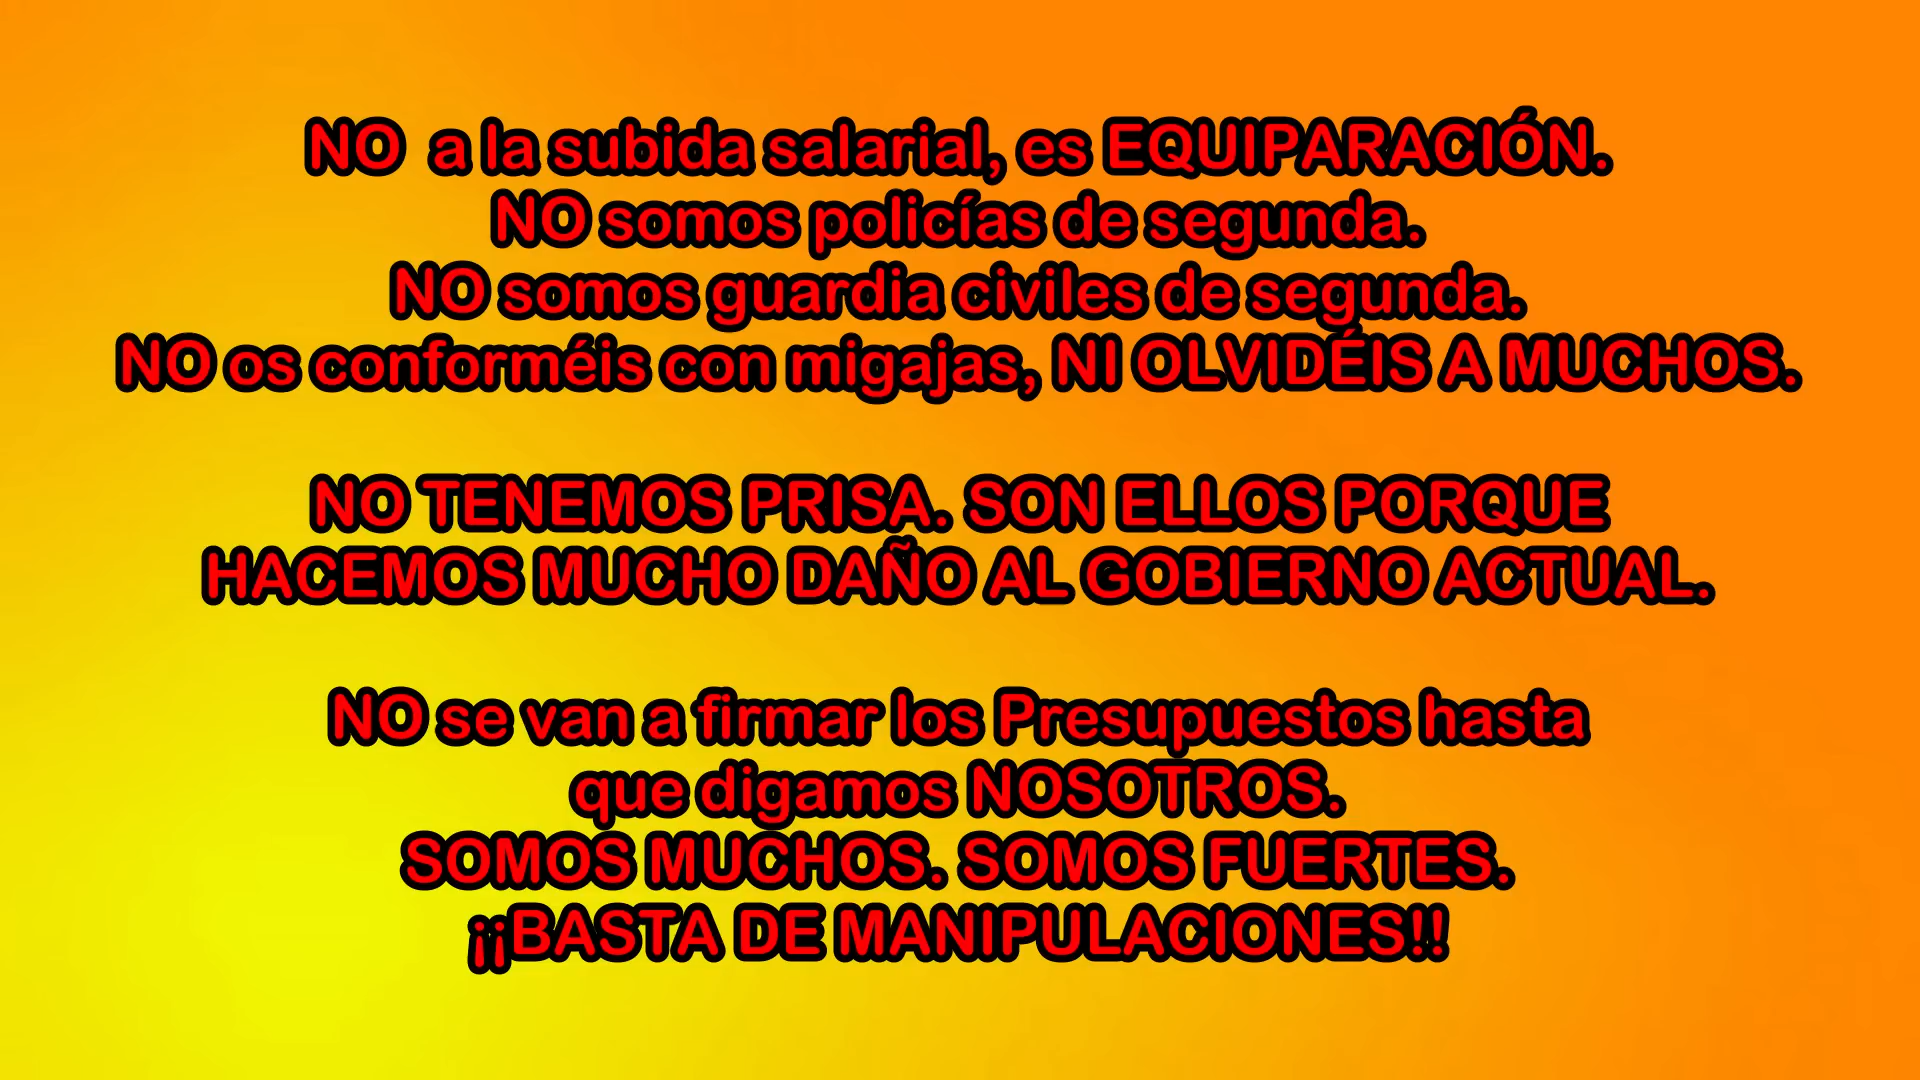 NO a la subida salarial, es EQUIPARACIÓN.
NO somos policías de segunda.
NO somos guardia civiles de segunda.
NO os conforméis con migajas, NI OLVIDÉIS A MUCHOS.
NO TENEMOS PRISA. SON ELLOS PORQUE
HACEMOS MUCHO DAÑO AL GOBIERNO ACTUAL.
NO se van a firmar los Presupuestos hasta
que digamos NOSOTROS.
SOMOS MUCHOS. SOMOS FUERTES.
¡¡BASTA DE MANIPULACIONES!!